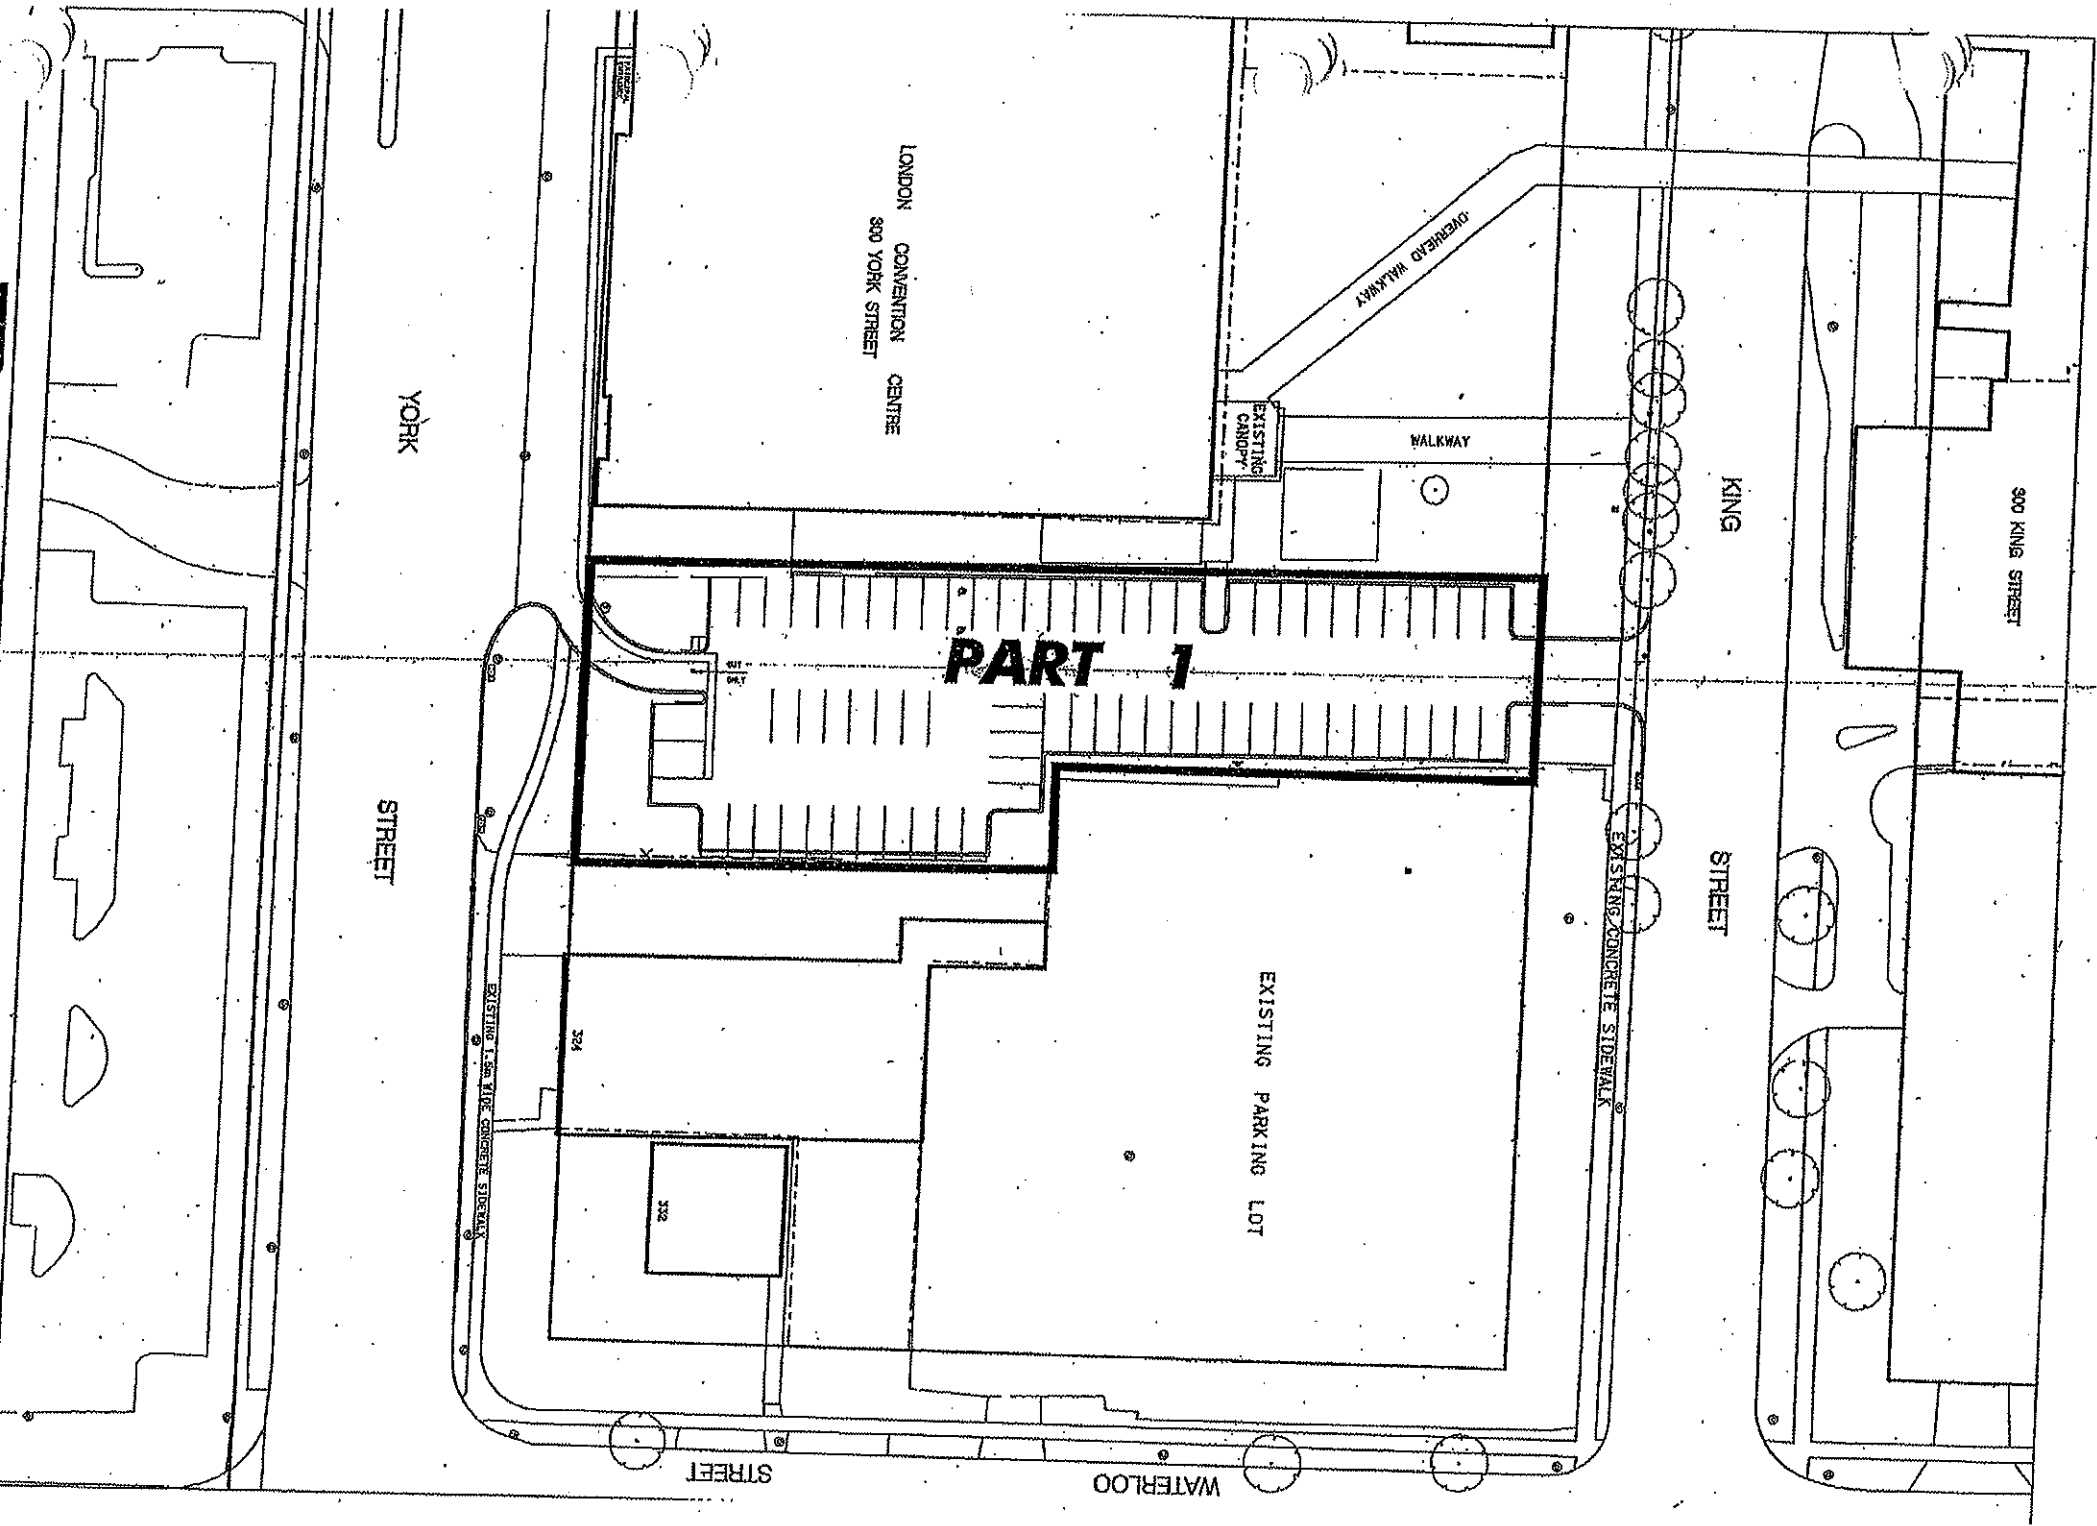 LONDON CONVENTION CENTRE
300 YORK STREET
OVERHEAD WALKWAY
EXISTING
CANOPY
WALKWAY
YORK
STREET
KING
STREET
300 KING STREET
PART 1
OUT
ONLY
EXISTING PARKING LOT
EXISTING CONCRETE SIDEWALK
EXISTING 1.5m WIDE CONCRETE SIDEWALK
324
332
WATERLOO
STREET